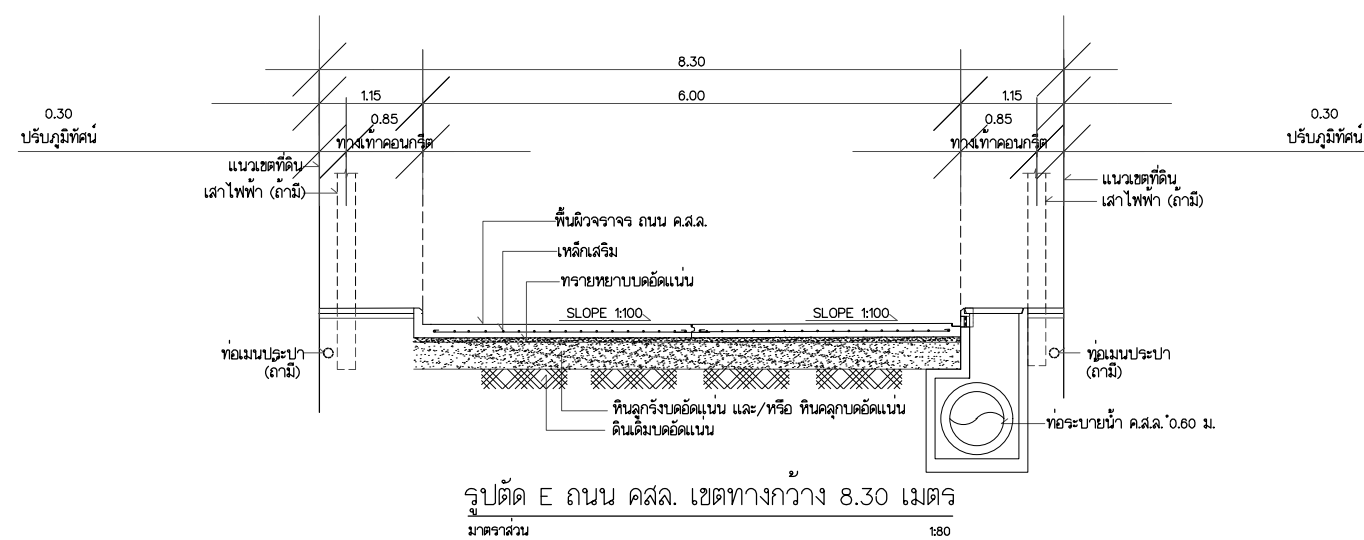 8.30
1.15
6.00
1.15
0.30
0.85
0.85
0.30
ปรับภูมิทัศน์
ทางเท้าคอนกรีต
ทางเท้าคอนกรีต
ปรับภูมิทัศน์
แนวเขตที่ดิน
แนวเขตที่ดิน
เสาไฟฟ้า (ถ้ามี)
เสาไฟฟ้า (ถ้ามี)
พื้นผิวจราจร ถนน ค.ส.ล.
เหล็กเสริม
ทรายหยาบบดอัดแน่น
SLOPE 1:100
SLOPE 1:100
ท่อเมนประปา
(ถ้ามี)
ท่อเมนประปา
(ถ้ามี)
หินลูกรังบดอัดแน่น และ/หรือ หินคลุกบดอัดแน่น
ดินเดิมบดอัดแน่น
ท่อระบายน้ำ ค.ส.ล. 0.60 ม.
รูปตัด E ถนน คสล. เขตทางกว้าง 8.30 เมตร
มาตราส่วน 1:80